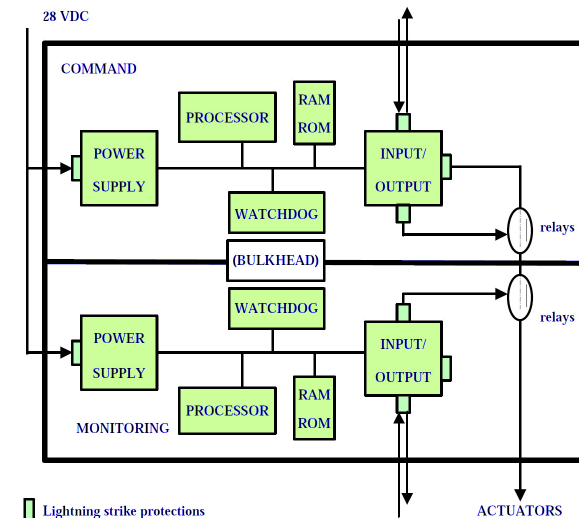 28 VDC
COMMAND
PROCESSOR
RAM
ROM
POWER
SUPPLY
INPUT/
OUTPUT
WATCHDOG
relays
(BULKHEAD)
WATCHDOG
relays
POWER
SUPPLY
INPUT/
OUTPUT
PROCESSOR
RAM
ROM
MONITORING
Lightning strike protections
ACTUATORS